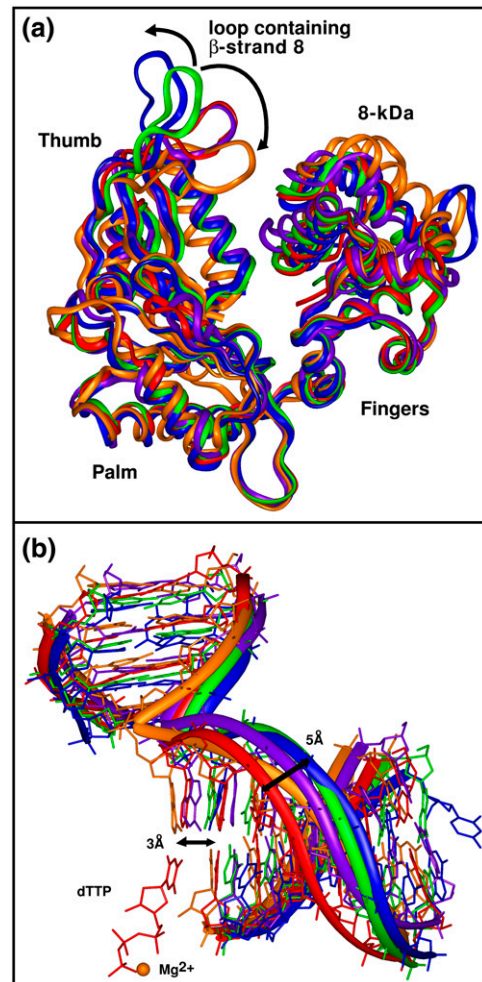 (a)
loop containing
β-strand 8
Thumb
8-kDa
Fingers
Palm
(b)
5Å
3Å
dTTP
Mg2+